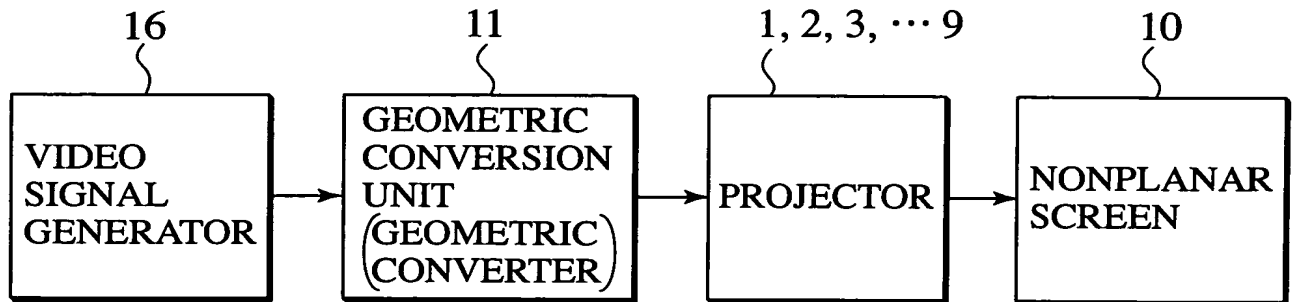 16
11
1, 2, 3, ··· 9
10
VIDEO
SIGNAL
GENERATOR
GEOMETRIC
CONVERSION
UNIT
(GEOMETRIC
CONVERTER)
PROJECTOR
NONPLANAR
SCREEN